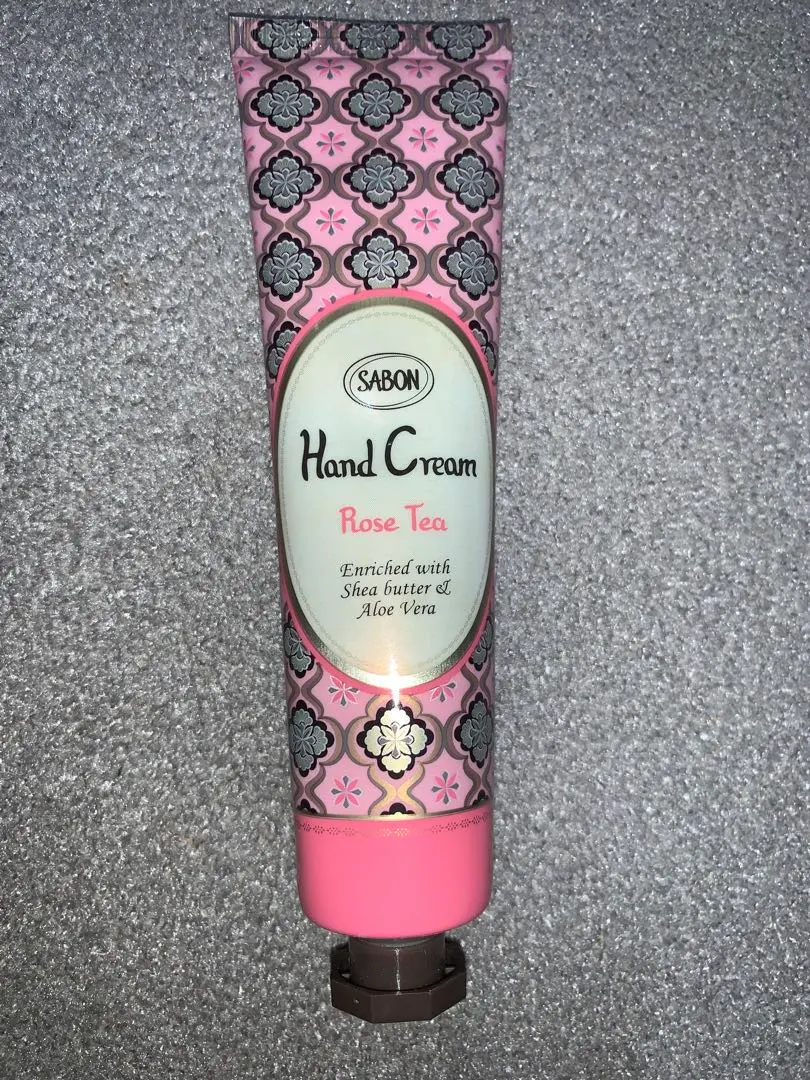 SABON
Hand Cream
Rose Tea
Enriched with
Shea butter &
Aloe Vera